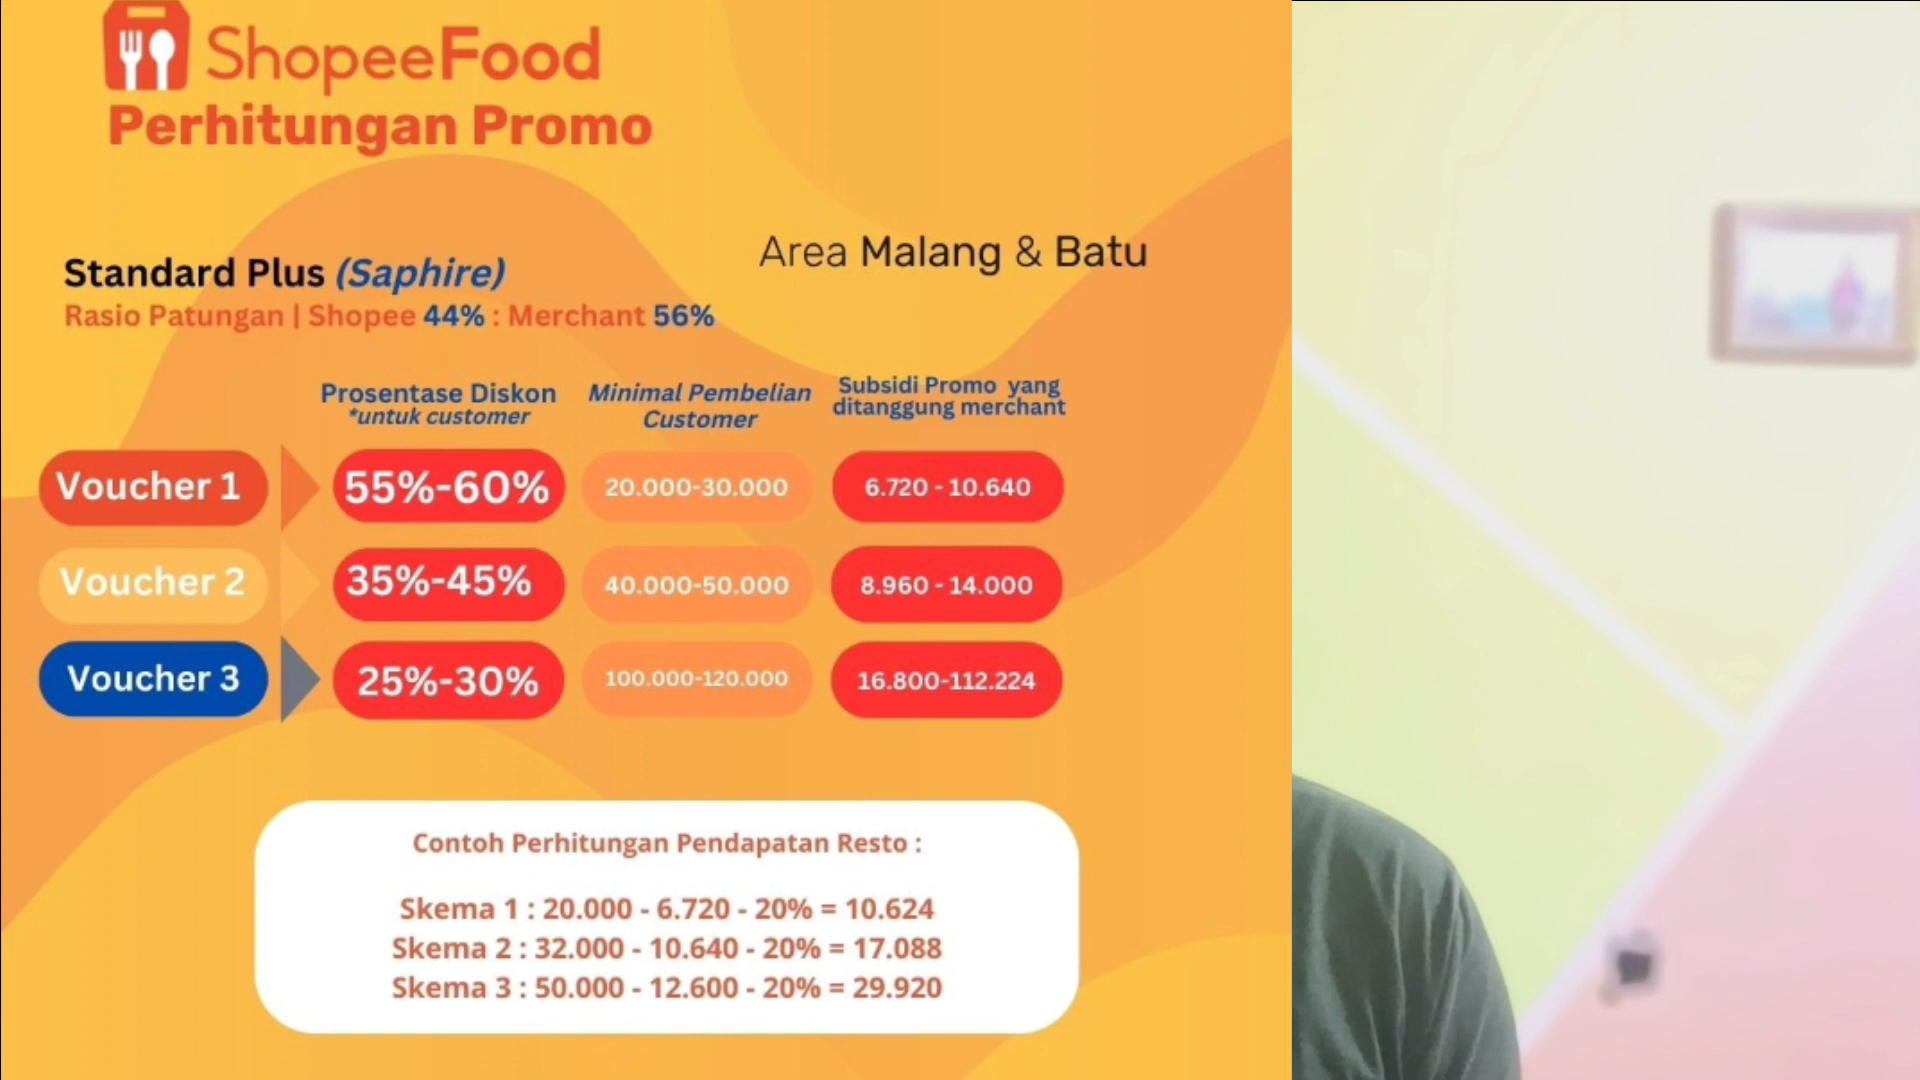 ShopeeFood
Perhitungan Promo
Area Malang & Batu
Standard Plus (Saphire)
Rasio Patungan | Shopee 44% : Merchant 56%
Prosentase Diskon
*untuk customer
Minimal Pembelian
Customer
Subsidi Promo yang
ditanggung merchant
Voucher 1 55%-60% 20.000-30.000 6.720 - 10.640
Voucher 2 35%-45% 40.000-50.000 8.960 - 14.000
Voucher 3 25%-30% 100.000-120.000 16.800-112.224
Contoh Perhitungan Pendapatan Resto :
Skema 1 : 20.000 - 6.720 - 20% = 10.624
Skema 2 : 32.000 - 10.640 - 20% = 17.088
Skema 3 : 50.000 - 12.600 - 20% = 29.920